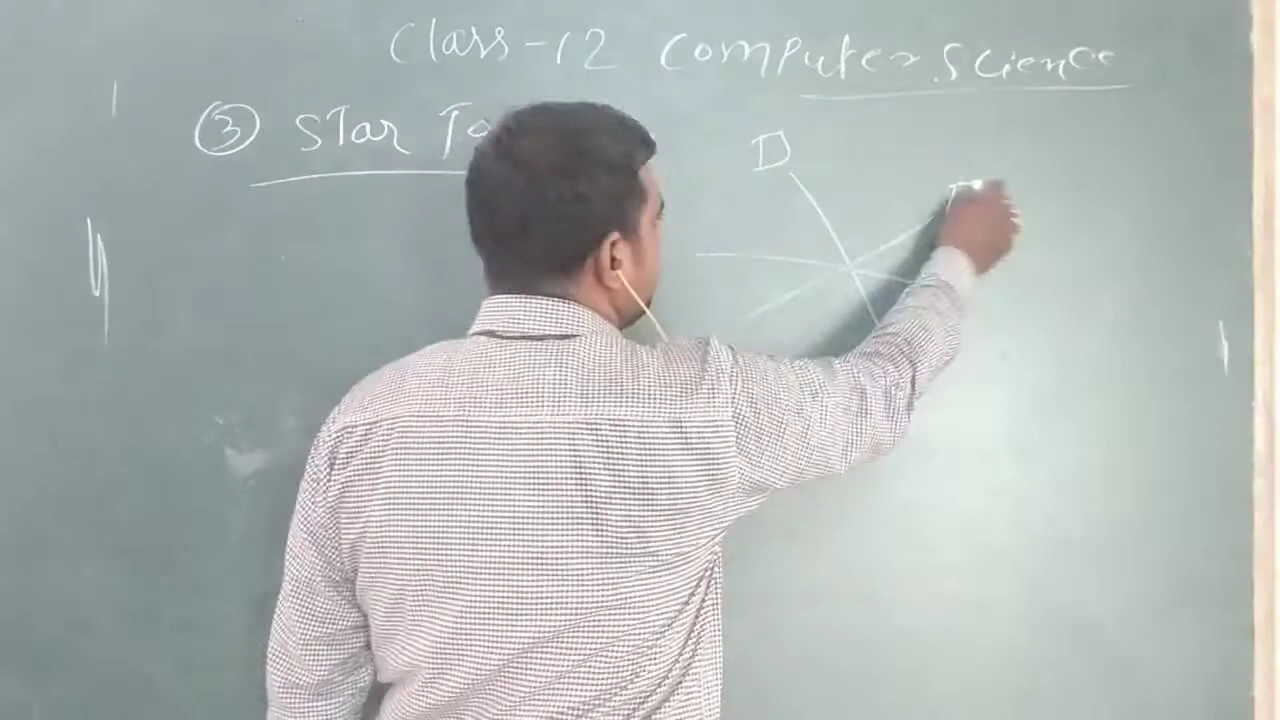 Class-12 Computer Science
③ Star To
D